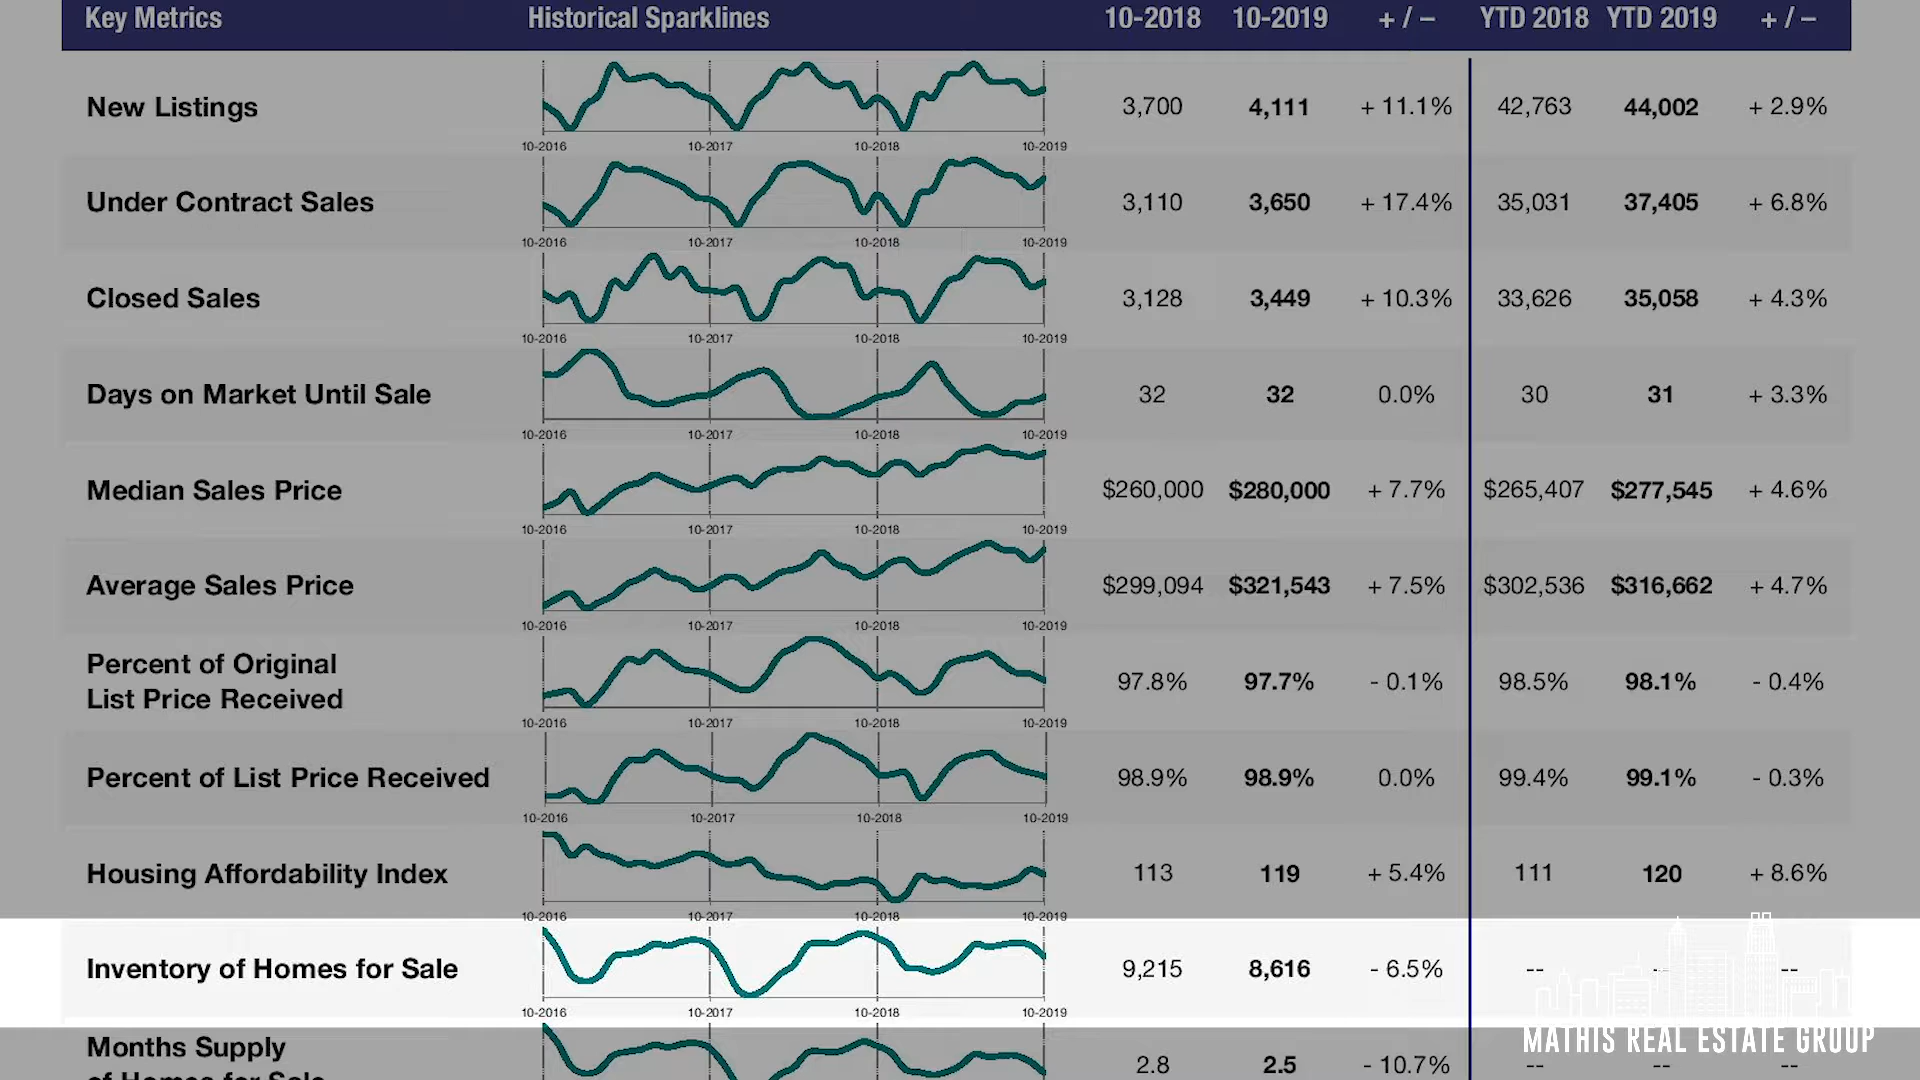 Key Metrics Historical Sparklines 10-2018 10-2019 + / – YTD 2018 YTD 2019 + / –
New Listings 3,700 4,111 + 11.1% 42,763 44,002 + 2.9%
10-2016 10-2017 10-2018 10-2019
Under Contract Sales 3,110 3,650 + 17.4% 35,031 37,405 + 6.8%
10-2016 10-2017 10-2018 10-2019
Closed Sales 3,128 3,449 + 10.3% 33,626 35,058 + 4.3%
10-2016 10-2017 10-2018 10-2019
Days on Market Until Sale 32 32 0.0% 30 31 + 3.3%
10-2016 10-2017 10-2018 10-2019
Median Sales Price $260,000 $280,000 + 7.7% $265,407 $277,545 + 4.6%
10-2016 10-2017 10-2018 10-2019
Average Sales Price $299,094 $321,543 + 7.5% $302,536 $316,662 + 4.7%
10-2016 10-2017 10-2018 10-2019
Percent of Original
List Price Received 97.8% 97.7% - 0.1% 98.5% 98.1% - 0.4%
10-2016 10-2017 10-2018 10-2019
Percent of List Price Received 98.9% 98.9% 0.0% 99.4% 99.1% - 0.3%
10-2016 10-2017 10-2018 10-2019
Housing Affordability Index 113 119 + 5.4% 111 120 + 8.6%
10-2016 10-2017 10-2018 10-2019
Inventory of Homes for Sale 9,215 8,616 - 6.5% -- -- --
10-2016 10-2017 10-2018 10-2019
Months Supply
of Homes for Sale 2.8 2.5 - 10.7% -- -- --
MATHIS REAL ESTATE GROUP